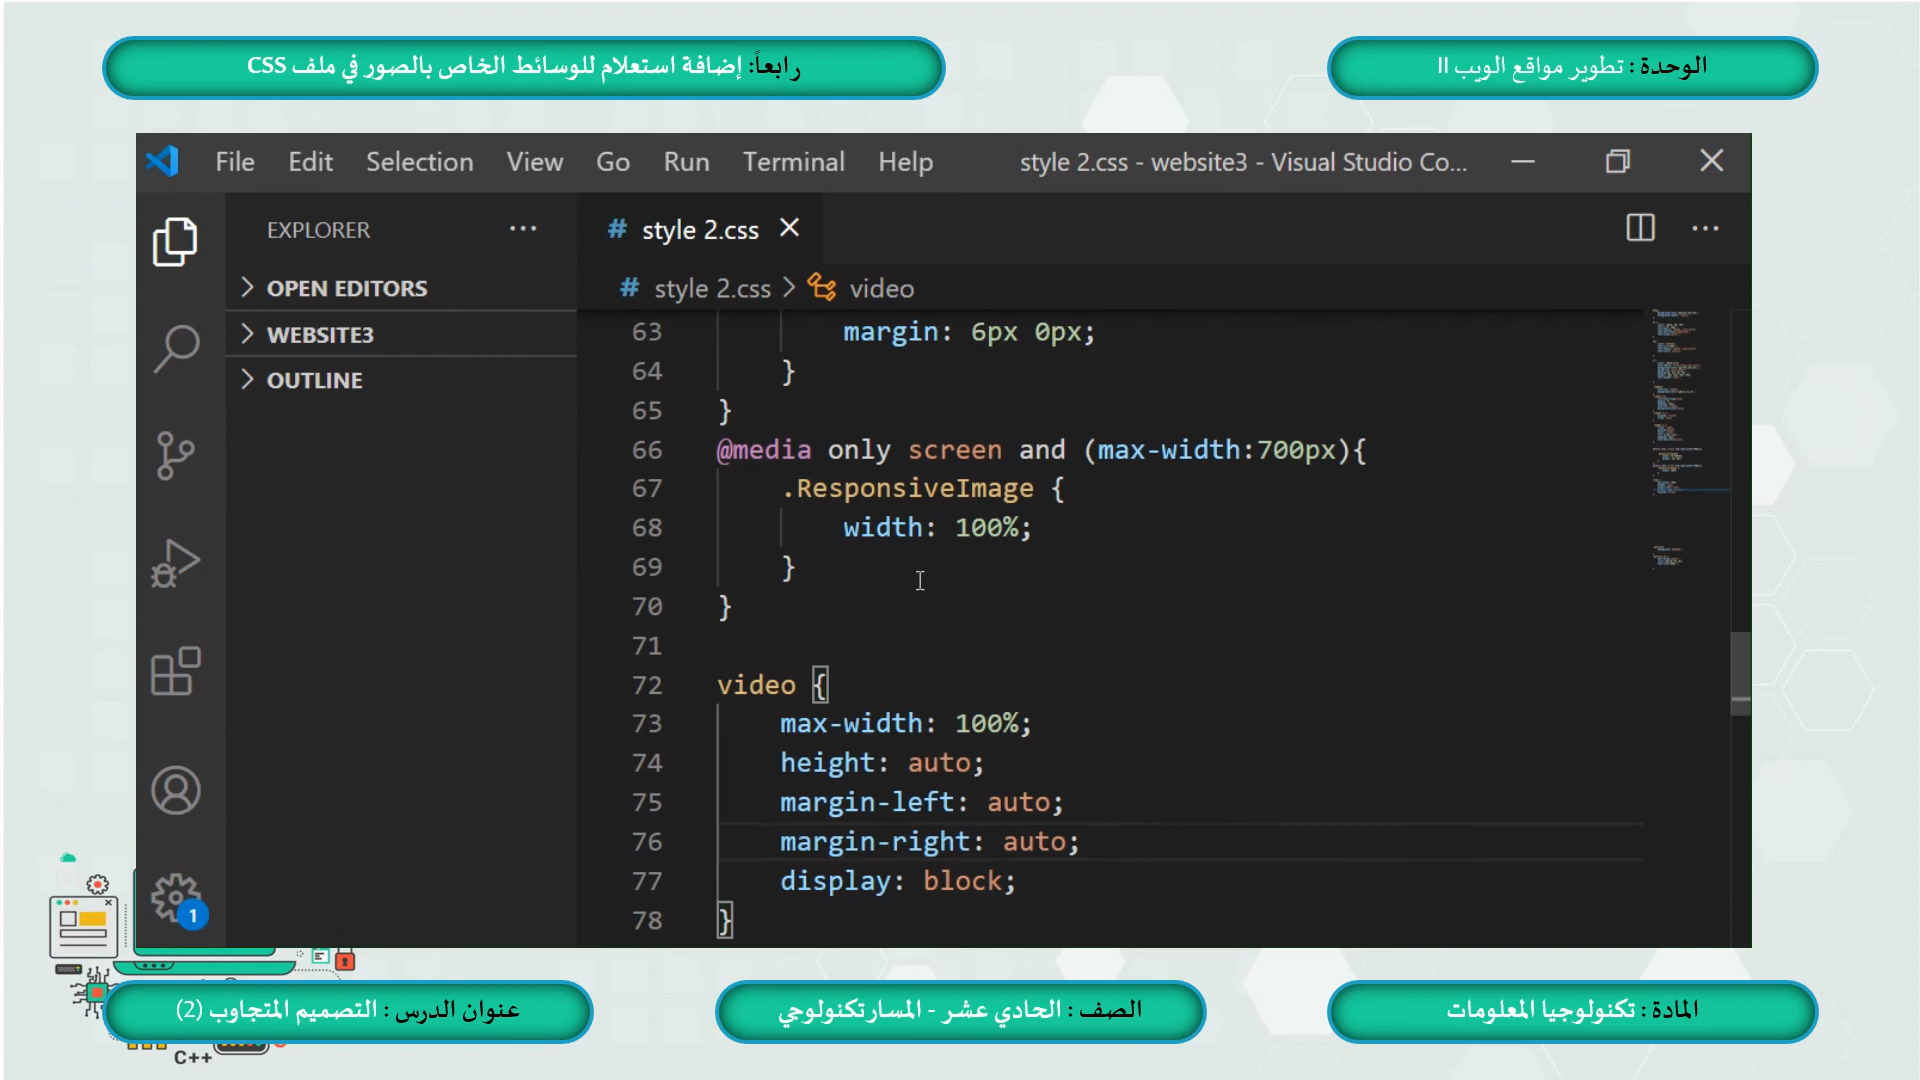 الوحدة : تطوير مواقع الويب II
رابعاً: إضافة استعلام للوسائط الخاص بالصور في ملف CSS
File Edit Selection View Go Run Terminal Help style 2.css - website3 - Visual Studio Co...
EXPLORER ...
OPEN EDITORS
WEBSITE3
OUTLINE
# style 2.css ×
# style 2.css > video
63 margin: 6px 0px;
64 }
65 }
66 @media only screen and (max-width:700px){
67 .ResponsiveImage {
68 width: 100%;
69 }
70 }
71
72 video {
73 max-width: 100%;
74 height: auto;
75 margin-left: auto;
76 margin-right: auto;
77 display: block;
78 }
1
المادة : تكنولوجيا المعلومات
الصف : الحادي عشر - المسار تكنولوجي
عنوان الدرس : التصميم المتجاوب (2)
C++